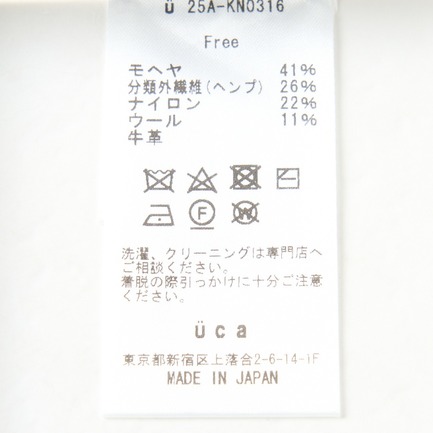 ü 25A-KN0316
Free
モヘヤ 41%
分類外繊維(ヘンプ) 26%
ナイロン 22%
ウール 11%
牛革
F
W
洗濯、クリーニングは専門店へ
ご相談ください。
着脱の際引っかけに十分ご注意
ください。
üca
東京都新宿区上落合2-6-14-1F
MADE IN JAPAN